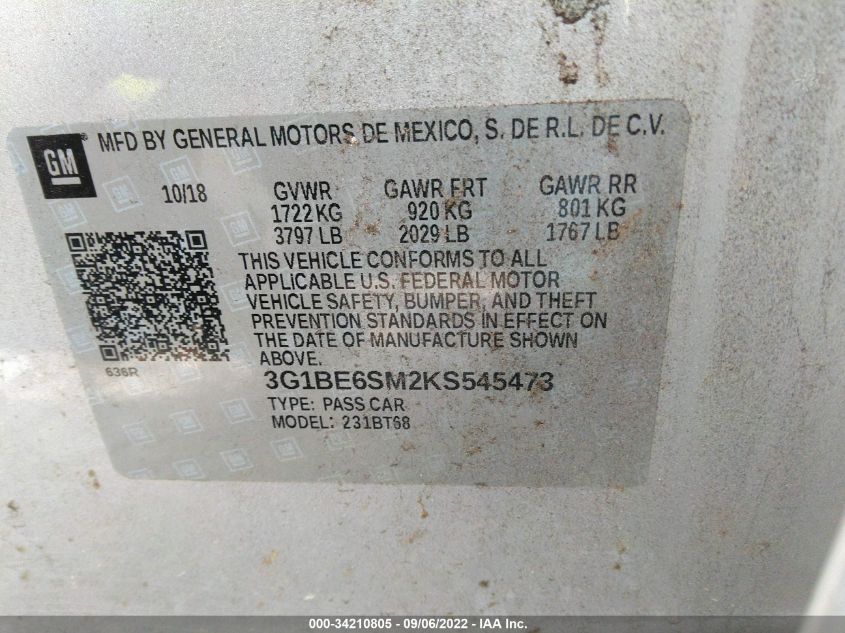 GM
MFD BY GENERAL MOTORS DE MEXICO, S. DE R.L. DE C.V.
10/18 GVWR GAWR FRT GAWR RR
1722 KG 920 KG 801 KG
3797 LB 2029 LB 1767 LB
THIS VEHICLE CONFORMS TO ALL
APPLICABLE U.S. FEDERAL MOTOR
VEHICLE SAFETY, BUMPER, AND THEFT
PREVENTION STANDARDS IN EFFECT ON
THE DATE OF MANUFACTURE SHOWN
ABOVE.
636R
3G1BE6SM2KS545473
TYPE: PASS CAR
MODEL: 231BT68
000-34210805 - 09/06/2022 - IAA Inc.